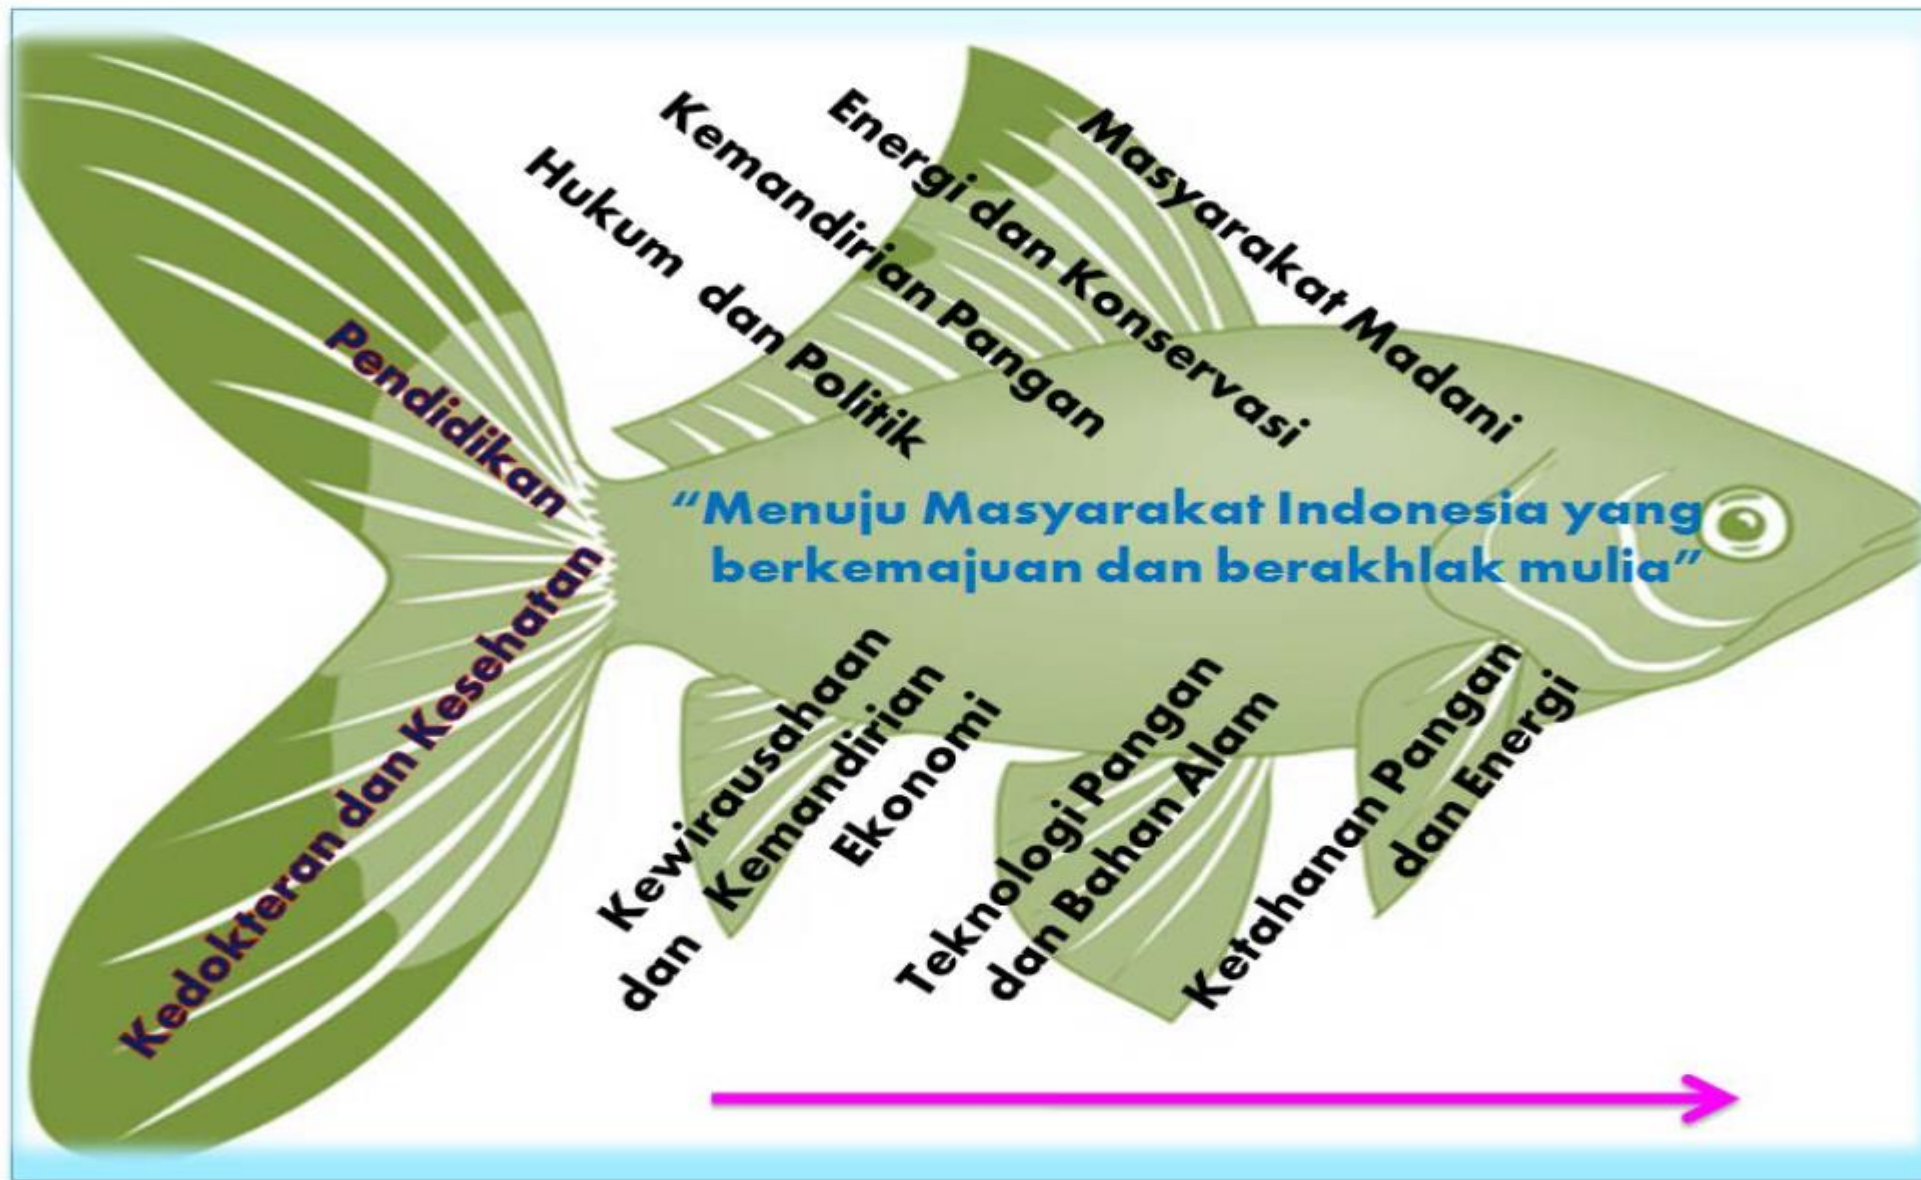 Pendidikan
Kedokteran dan Kesehatan
Hukum dan Politik
Kemandirian Pangan
Energi dan Konservasi
Masyarakat Madani
“Menuju Masyarakat Indonesia yang
berkemajuan dan berakhlak mulia”
Kewirausahaan
dan Kemandirian
Ekonomi
Teknologi Pangan
dan Bahan Alam
Ketahanan Pangan
dan Energi